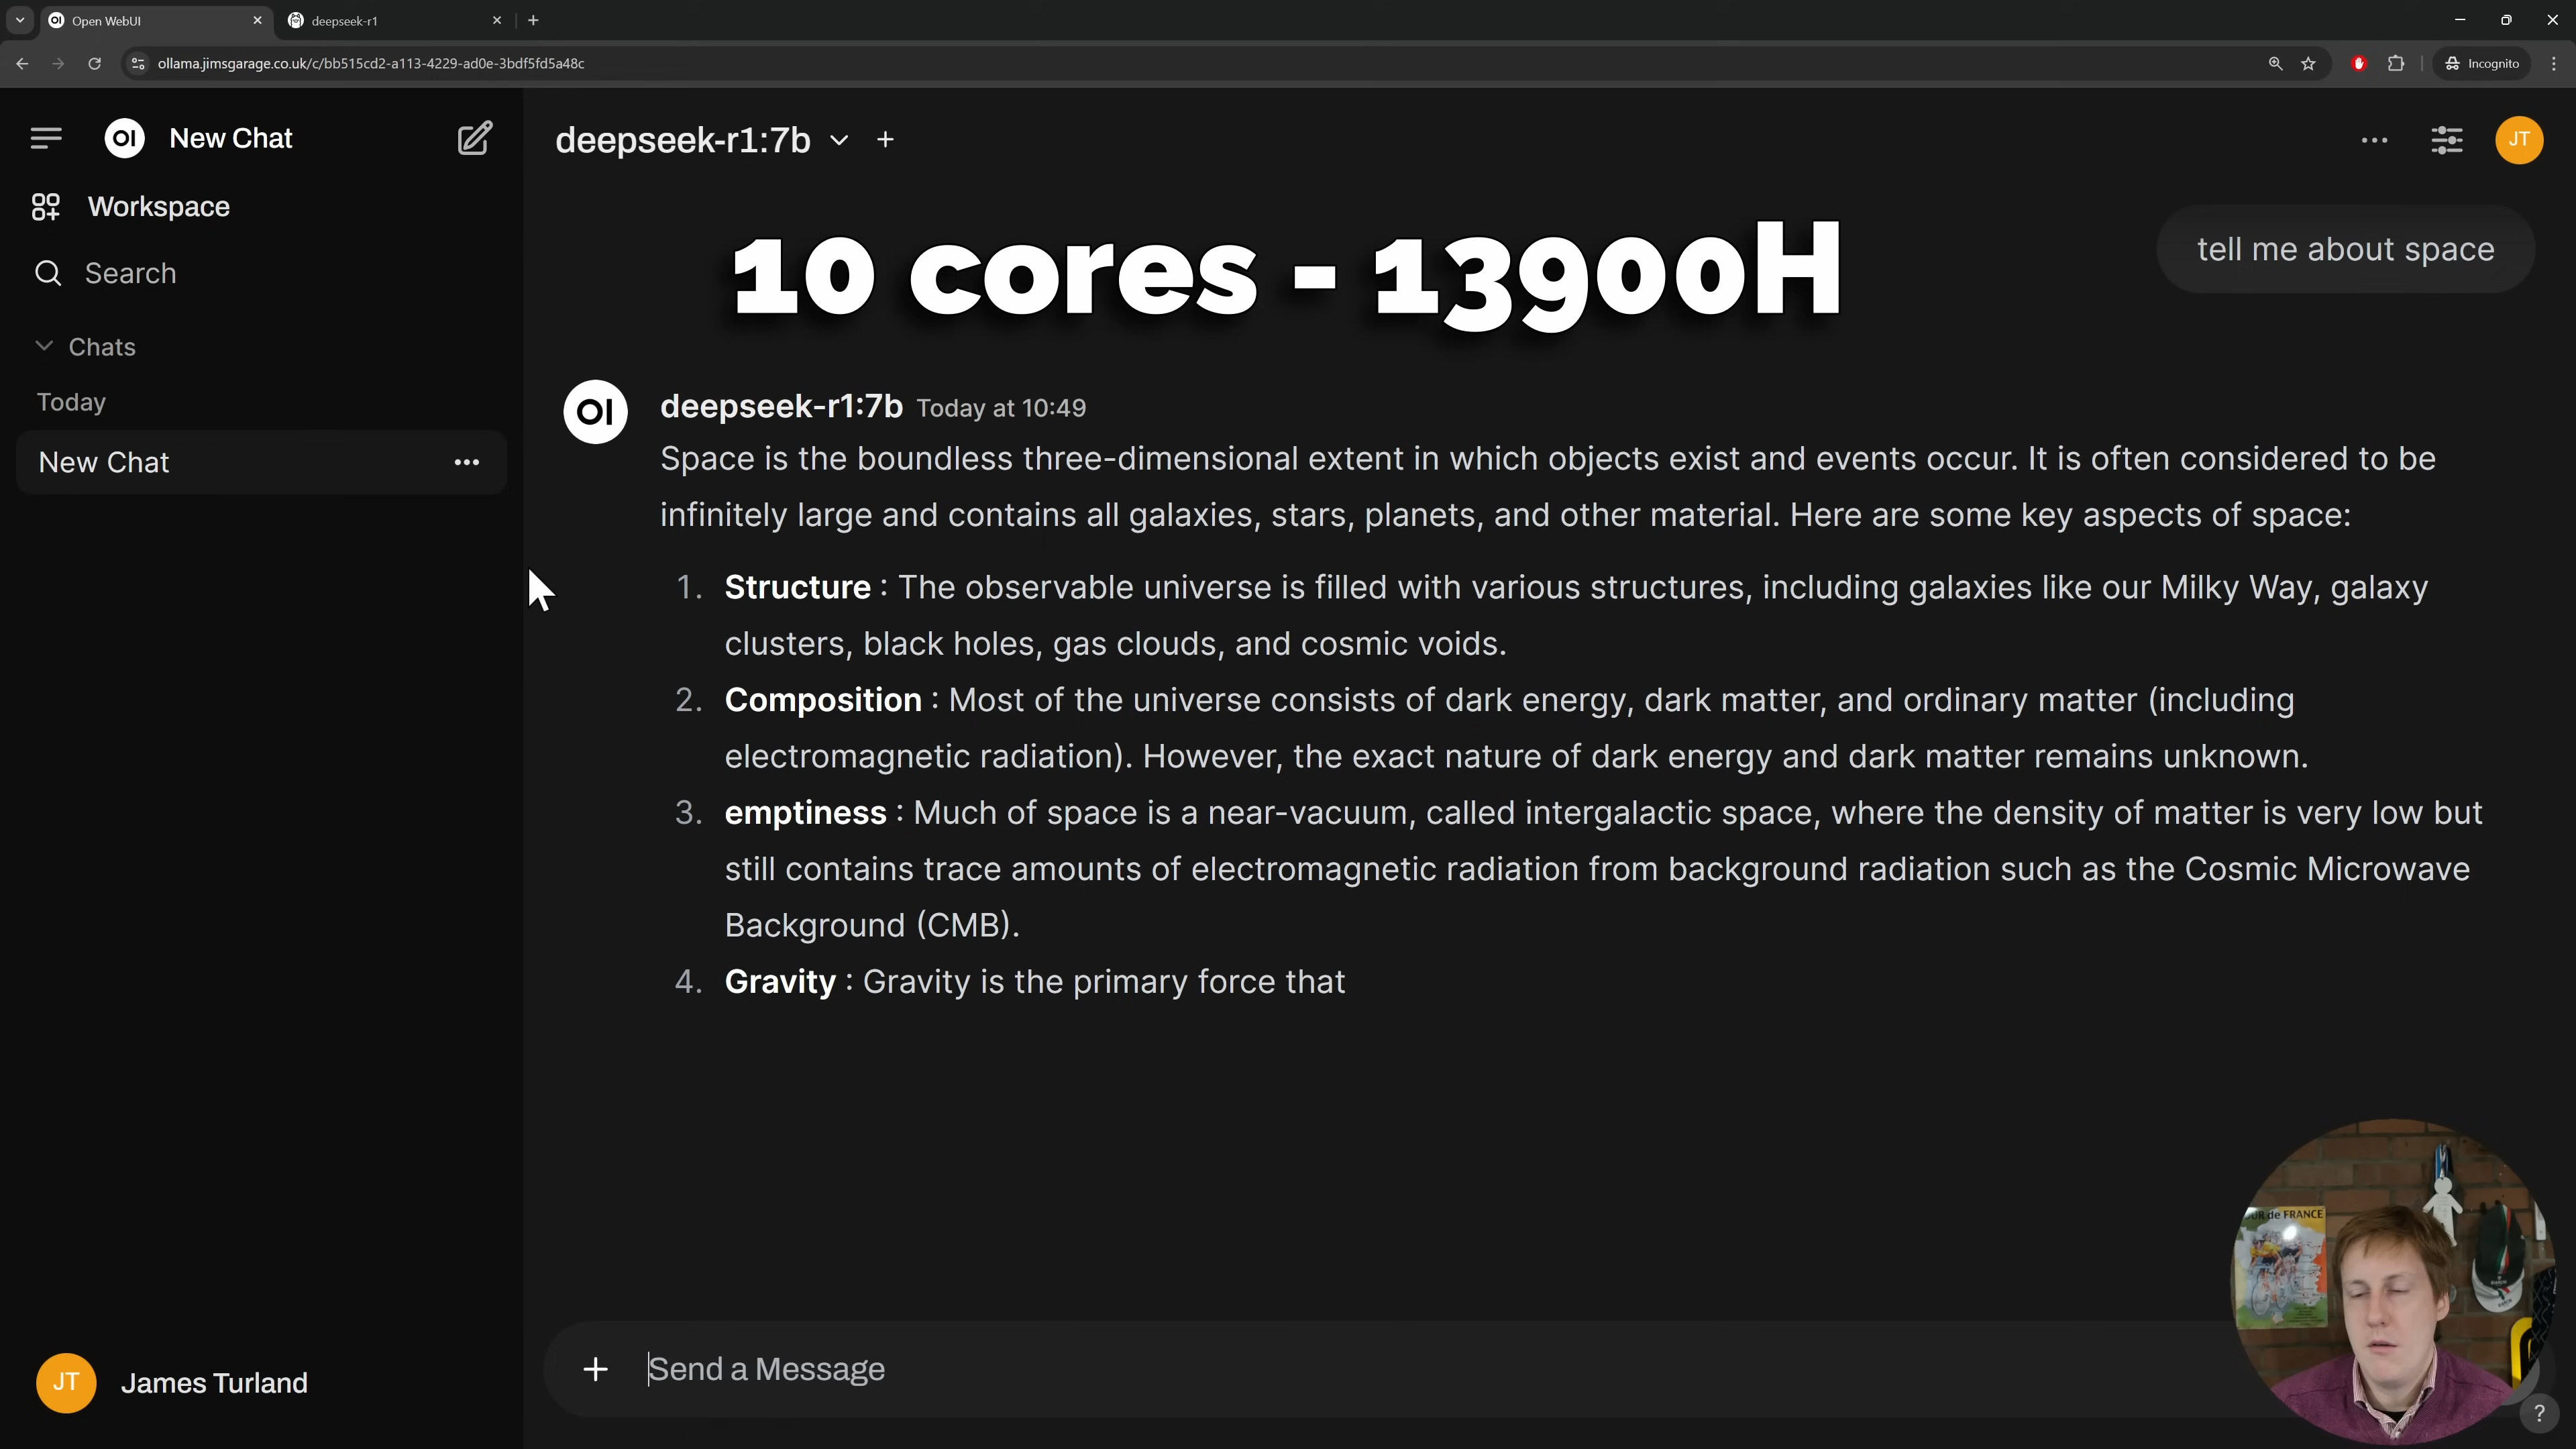 Open WebUI
deepseek-r1
ollama.jimsgarage.co.uk/c/bb515cd2-a113-4229-ad0e-3bdf5fd5a48c
Incognito
OI New Chat
Workspace
Search
Chats
Today
New Chat
JT James Turland
deepseek-r1:7b
JT
tell me about space
10 cores - 13900H
OI
deepseek-r1:7b Today at 10:49
Space is the boundless three-dimensional extent in which objects exist and events occur. It is often considered to be
infinitely large and contains all galaxies, stars, planets, and other material. Here are some key aspects of space:
1. Structure : The observable universe is filled with various structures, including galaxies like our Milky Way, galaxy
clusters, black holes, gas clouds, and cosmic voids.
2. Composition : Most of the universe consists of dark energy, dark matter, and ordinary matter (including
electromagnetic radiation). However, the exact nature of dark energy and dark matter remains unknown.
3. emptiness : Much of space is a near-vacuum, called intergalactic space, where the density of matter is very low but
still contains trace amounts of electromagnetic radiation from background radiation such as the Cosmic Microwave
Background (CMB).
4. Gravity : Gravity is the primary force that
Send a Message
de FRANCE
?